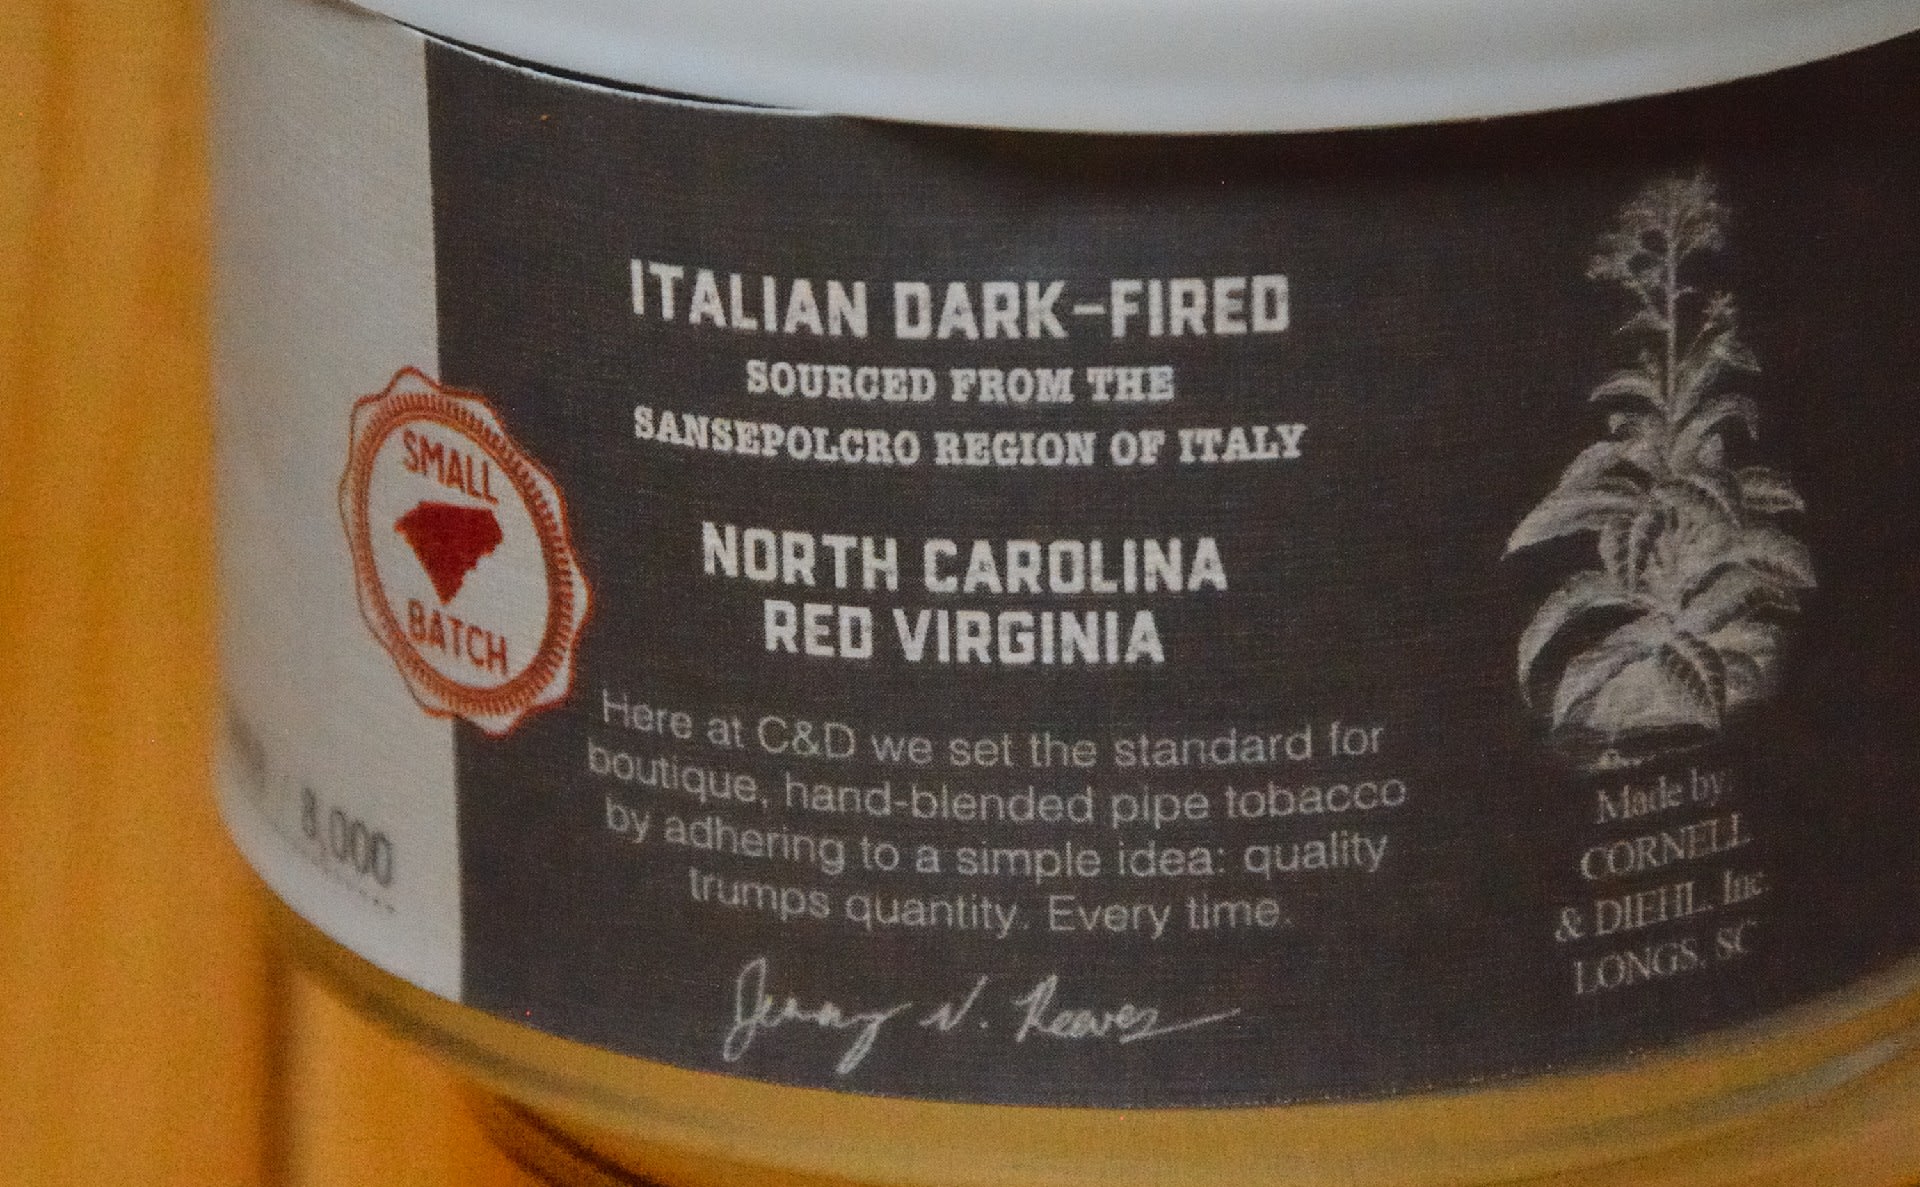 ITALIAN DARK-FIRED
SOURCED FROM THE
SANSEPOLCRO REGION OF ITALY
NORTH CAROLINA
RED VIRGINIA
Here at C&D we set the standard for
boutique, hand-blended pipe tobacco
by adhering to a simple idea: quality
trumps quantity. Every time.
Jenny N. Reeves
SMALL
BATCH
8,000
Made by:
CORNELL
& DIEHL, Inc.
LONGS, SC